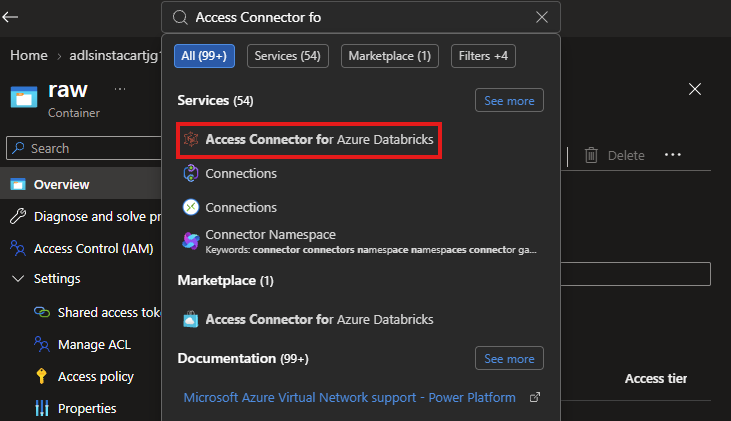 Access Connector fo
All (99+)
Services (54)
Marketplace (1)
Filters +4
Home > adlsinstacartjg
raw ...
Container
Search
Overview
Diagnose and solve pr
Access Control (IAM)
Settings
Shared access tok
Manage ACL
Access policy
Properties
Services (54)
See more
Access Connector for Azure Databricks
Connections
Connections
Connector Namespace
Keywords: connector connectors namespace namespaces connector ga...
Marketplace (1)
Access Connector for Azure Databricks
Documentation (99+)
See more
Microsoft Azure Virtual Network support - Power Platform
Delete ...
Access tier